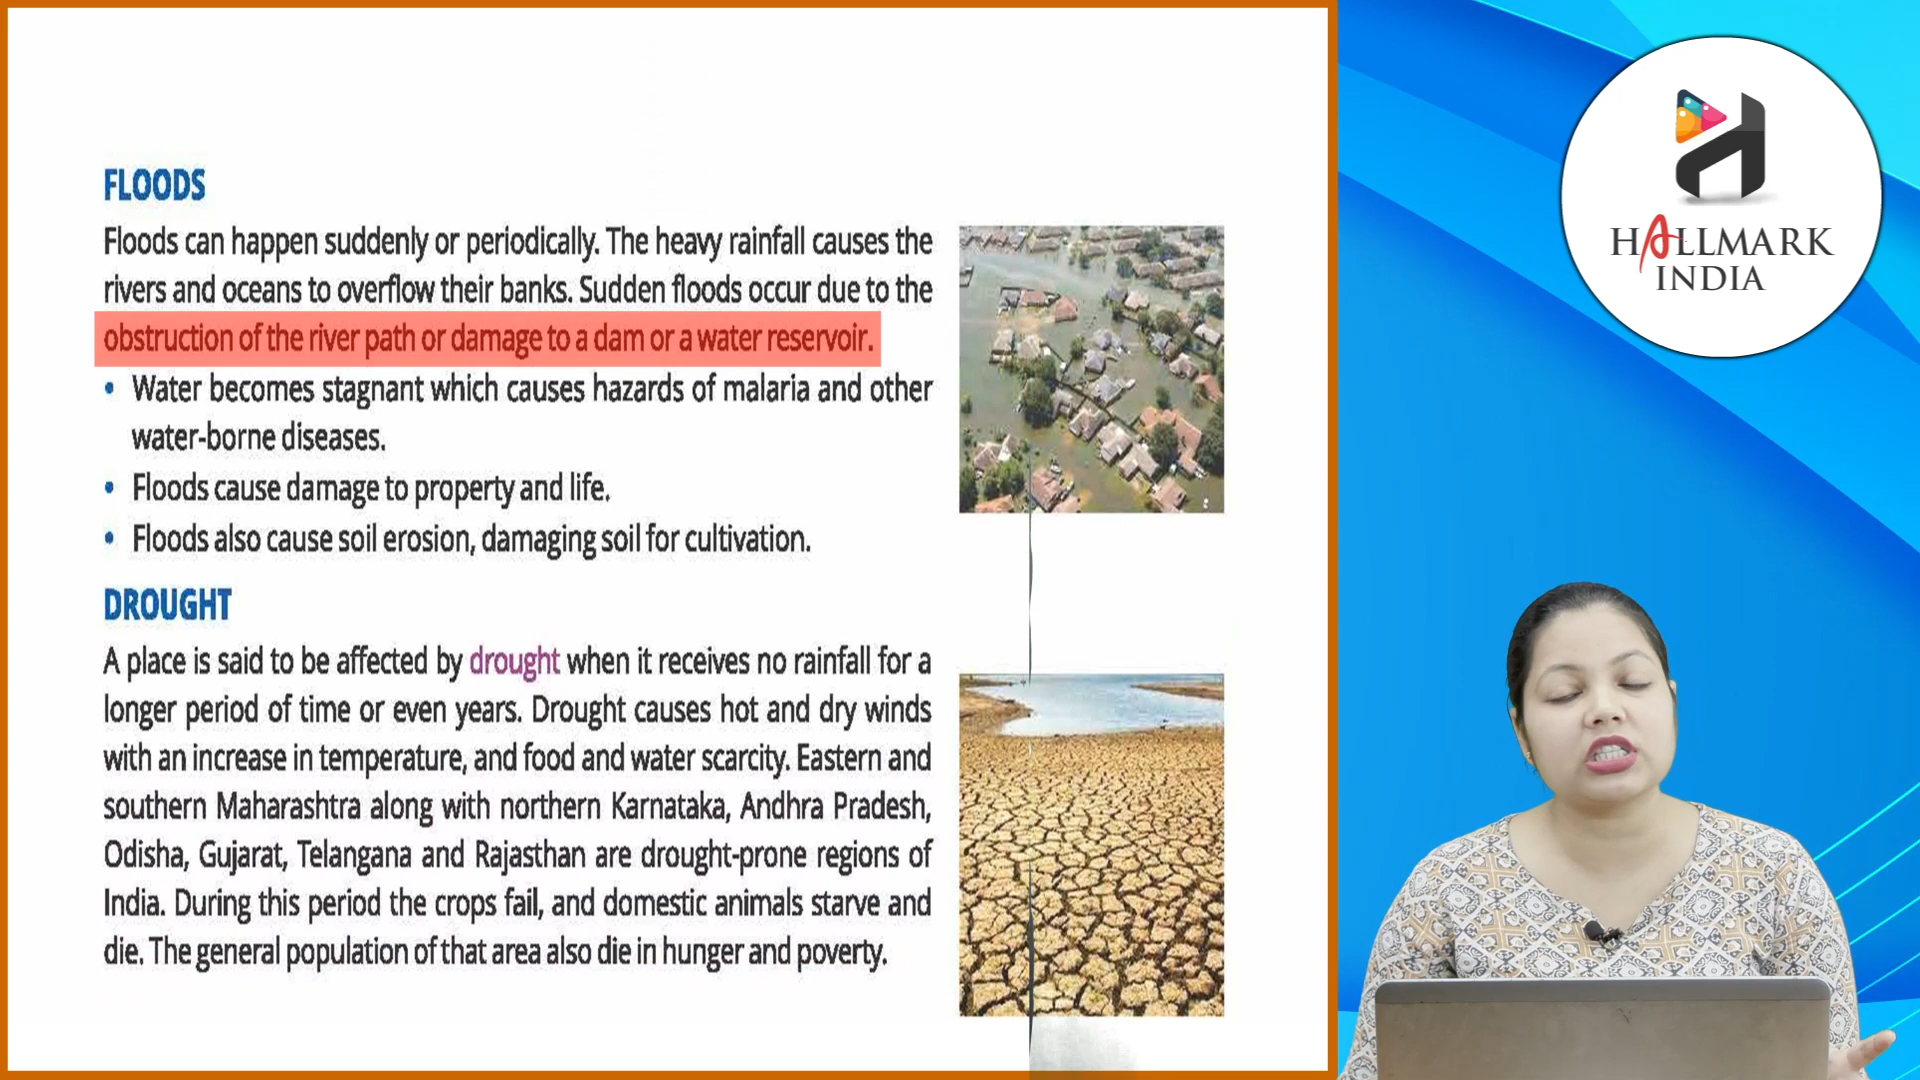 FLOODS
Floods can happen suddenly or periodically. The heavy rainfall causes the
rivers and oceans to overflow their banks. Sudden floods occur due to the
obstruction of the river path or damage to a dam or a water reservoir.
• Water becomes stagnant which causes hazards of malaria and other
water-borne diseases.
• Floods cause damage to property and life.
• Floods also cause soil erosion, damaging soil for cultivation.
DROUGHT
A place is said to be affected by drought when it receives no rainfall for a
longer period of time or even years. Drought causes hot and dry winds
with an increase in temperature, and food and water scarcity. Eastern and
southern Maharashtra along with northern Karnataka, Andhra Pradesh,
Odisha, Gujarat, Telangana and Rajasthan are drought-prone regions of
India. During this period the crops fail, and domestic animals starve and
die. The general population of that area also die in hunger and poverty.
HALLMARK
INDIA